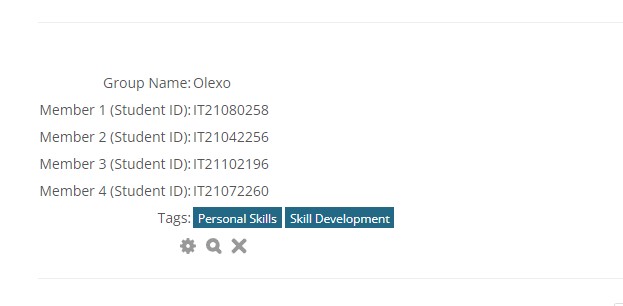 Group Name: Olexo
Member 1 (Student ID): IT21080258
Member 2 (Student ID): IT21042256
Member 3 (Student ID): IT21102196
Member 4 (Student ID): IT21072260
Tags: Personal Skills Skill Development